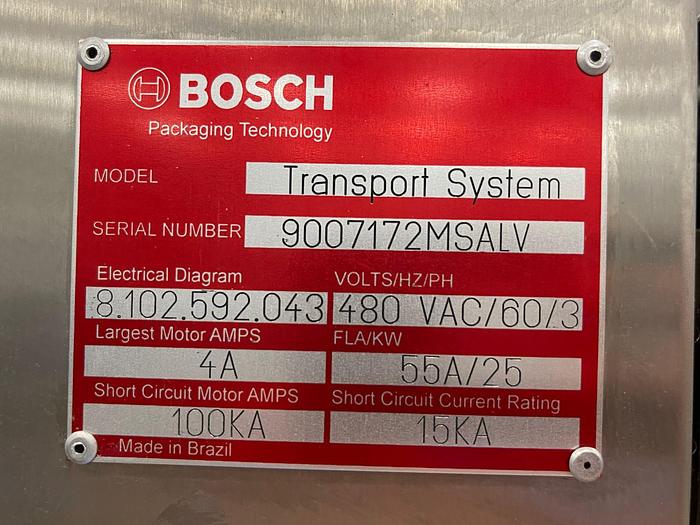 BOSCH
Packaging Technology
MODEL Transport System
SERIAL NUMBER 9007172MSALV
Electrical Diagram VOLTS/HZ/PH
8.102.592.043 480 VAC/60/3
Largest Motor AMPS FLA/KW
4A 55A/25
Short Circuit Motor AMPS Short Circuit Current Rating
100KA 15KA
Made in Brazil